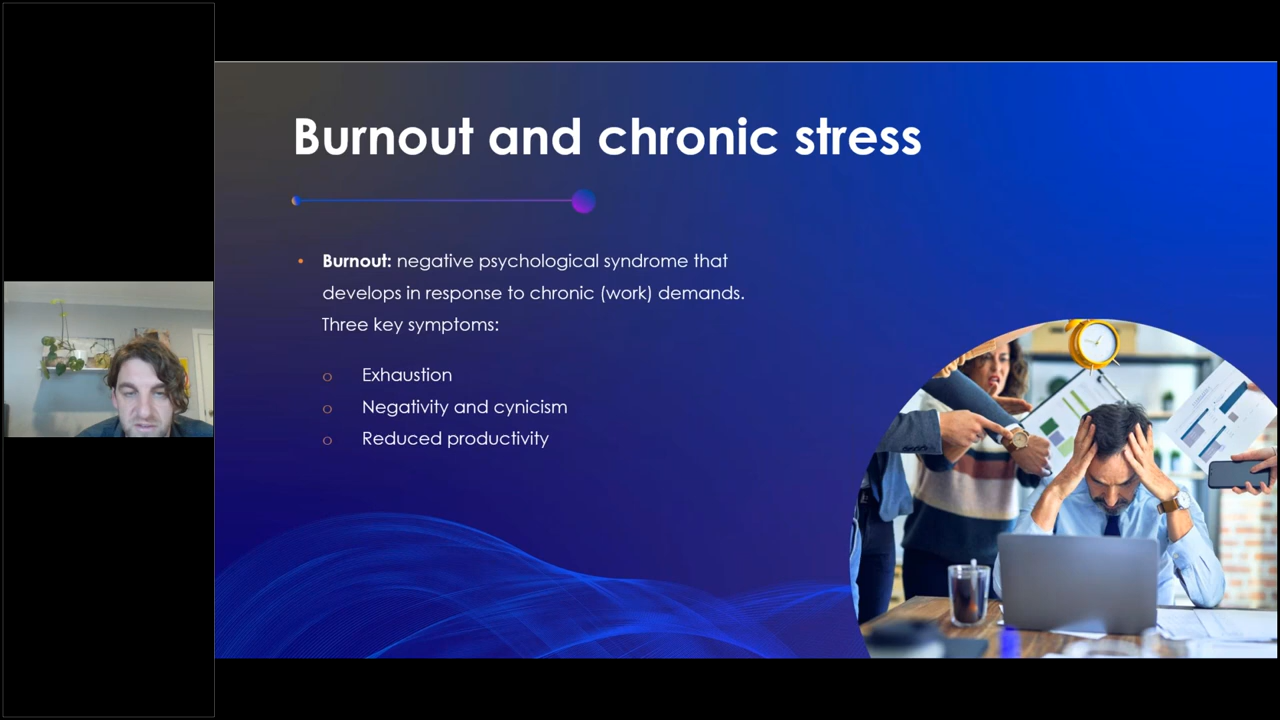 Burnout and chronic stress
• Burnout: negative psychological syndrome that
develops in response to chronic (work) demands.
Three key symptoms:
o Exhaustion
o Negativity and cynicism
o Reduced productivity